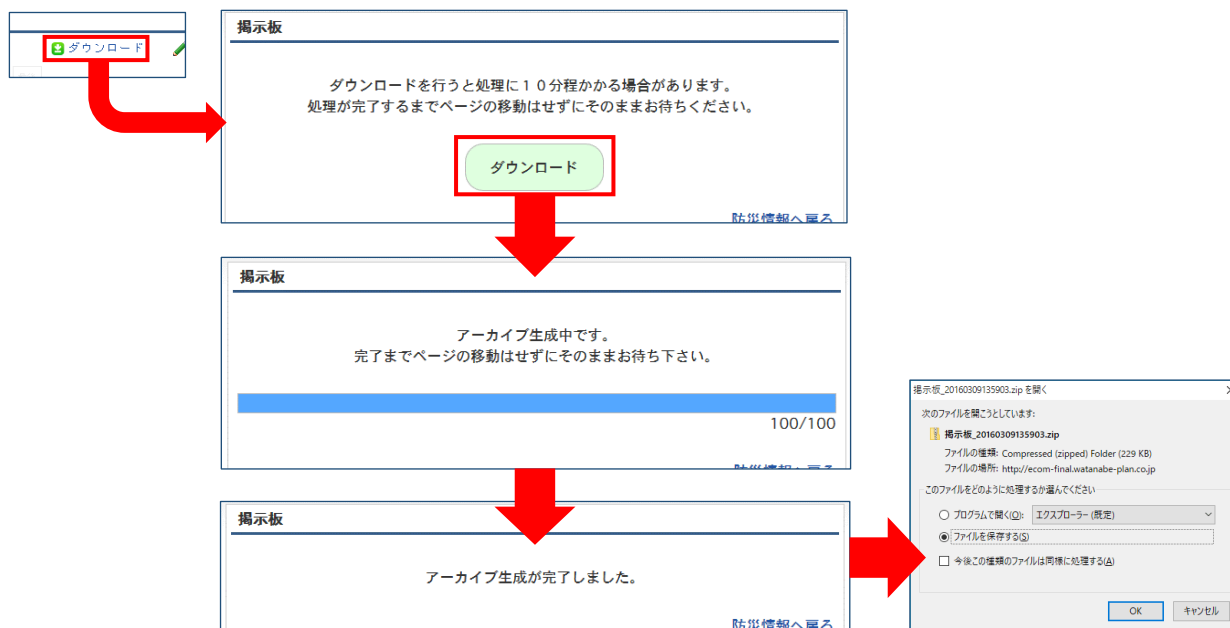 ダウンロード
掲示板
ダウンロードを行うと処理に１０分程かかる場合があります。
処理が完了するまでページの移動はせずにそのままお待ちください。
ダウンロード
防災情報へ戻る
掲示板
アーカイブ生成中です。
完了までページの移動はせずにそのままお待ち下さい。
100/100
防災情報へ戻る
掲示板
アーカイブ生成が完了しました。
防災情報へ戻る
掲示板_20160309135903.zip を開く
次のファイルを開こうとしています:
掲示板_20160309135903.zip
ファイルの種類: Compressed (zipped) Folder (229 KB)
ファイルの場所: http://ecom-final.watanabe-plan.co.jp
このファイルをどのように処理するか選んでください
プログラムで開く(O): エクスプローラー (既定)
ファイルを保存する(S)
今後この種類のファイルは同様に処理する(A)
OK キャンセル